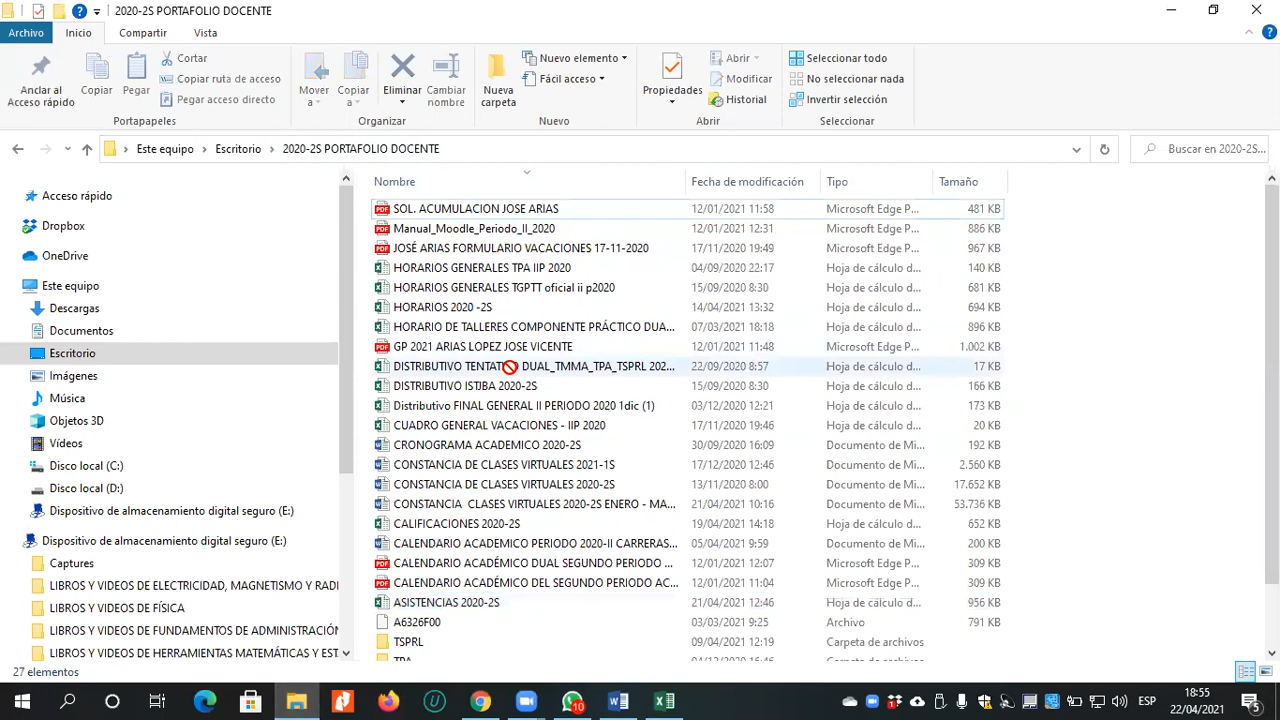 2020-2S PORTAFOLIO DOCENTE
Archivo Inicio Compartir Vista
Anclar al Acceso rápido
Copiar
Pegar
Cortar
Copiar ruta de acceso
Pegar acceso directo
Mover a
Copiar a
Eliminar
Cambiar nombre
Nueva carpeta
Nuevo elemento
Fácil acceso
Propiedades
Abrir
Modificar
Historial
Seleccionar todo
No seleccionar nada
Invertir selección
Portapapeles Organizar Nuevo Abrir Seleccionar
Este equipo Escritorio 2020-2S PORTAFOLIO DOCENTE Buscar en 2020-2S...
Acceso rápido
Dropbox
OneDrive
Este equipo
Descargas
Documentos
Escritorio
Imágenes
Música
Objetos 3D
Vídeos
Disco local (C:)
Disco local (D:)
Dispositivo de almacenamiento digital seguro (E:)
Dispositivo de almacenamiento digital seguro (E:)
Captures
LIBROS Y VIDEOS DE ELECTRICIDAD, MAGNETISMO Y RADI
LIBROS Y VIDEOS DE FÍSICA
LIBROS Y VIDEOS DE FUNDAMENTOS DE ADMINISTRACIÓN
LIBROS Y VIDEOS DE HERRAMIENTAS MATEMÁTICAS Y EST
Nombre Fecha de modificación Tipo Tamaño
SOL. ACUMULACION JOSE ARIAS 12/01/2021 11:58 Microsoft Edge P... 481 KB
Manual_Moodle_Periodo_II_2020 12/01/2021 12:31 Microsoft Edge P... 886 KB
JOSÉ ARIAS FORMULARIO VACACIONES 17-11-2020 17/11/2020 19:49 Microsoft Edge P... 967 KB
HORARIOS GENERALES TPA IIP 2020 04/09/2020 22:17 Hoja de cálculo d... 140 KB
HORARIOS GENERALES TGPTT oficial ii p2020 15/09/2020 8:30 Hoja de cálculo d... 681 KB
HORARIOS 2020 -2S 14/04/2021 13:32 Hoja de cálculo d... 694 KB
HORARIO DE TALLERES COMPONENTE PRÁCTICO DUA... 07/03/2021 18:18 Hoja de cálculo d... 896 KB
GP 2021 ARIAS LOPEZ JOSE VICENTE 12/01/2021 11:48 Microsoft Edge P... 1.002 KB
DISTRIBUTIVO DUAL_TMMA_TPA_TSPRL 202... 22/09/2020 8:57 Hoja de cálculo d... 17 KB
DISTRIBUTIVO ISTJBA 2020-2S 15/09/2020 8:30 Hoja de cálculo d... 166 KB
Distributivo FINAL GENERAL II PERIODO 2020 1dic (1) 03/12/2020 12:21 Hoja de cálculo d... 173 KB
CUADRO GENERAL VACACIONES - IIP 2020 17/11/2020 19:46 Hoja de cálculo d... 20 KB
CRONOGRAMA ACADEMICO 2020-2S 30/09/2020 16:09 Documento de Mi... 192 KB
CONSTANCIA DE CLASES VIRTUALES 2021-1S 17/12/2020 12:46 Documento de Mi... 2.560 KB
CONSTANCIA DE CLASES VIRTUALES 2020-2S 13/11/2020 8:00 Documento de Mi... 17.652 KB
CONSTANCIA CLASES VIRTUALES 2020-2S ENERO - MA... 21/04/2021 10:16 Documento de Mi... 53.736 KB
CALIFICACIONES 2020-2S 19/04/2021 14:18 Hoja de cálculo d... 652 KB
CALENDARIO ACADEMICO PERIODO 2020-II CARRERAS... 05/04/2021 9:59 Documento de Mi... 200 KB
CALENDARIO ACADÉMICO DUAL SEGUNDO PERIODO ... 12/01/2021 12:07 Microsoft Edge P... 309 KB
CALENDARIO ACADÉMICO DEL SEGUNDO PERIODO AC... 12/01/2021 11:04 Microsoft Edge P... 309 KB
ASISTENCIAS 2020-2S 21/04/2021 12:46 Hoja de cálculo d... 956 KB
A6326F00 03/03/2021 9:25 Archivo 791 KB
TSPRL 09/04/2021 12:19 Carpeta de archivos
TPA 04/12/2020 16:46 Carpeta de archivos
27 elementos
10
ESP
18:55
22/04/2021
5